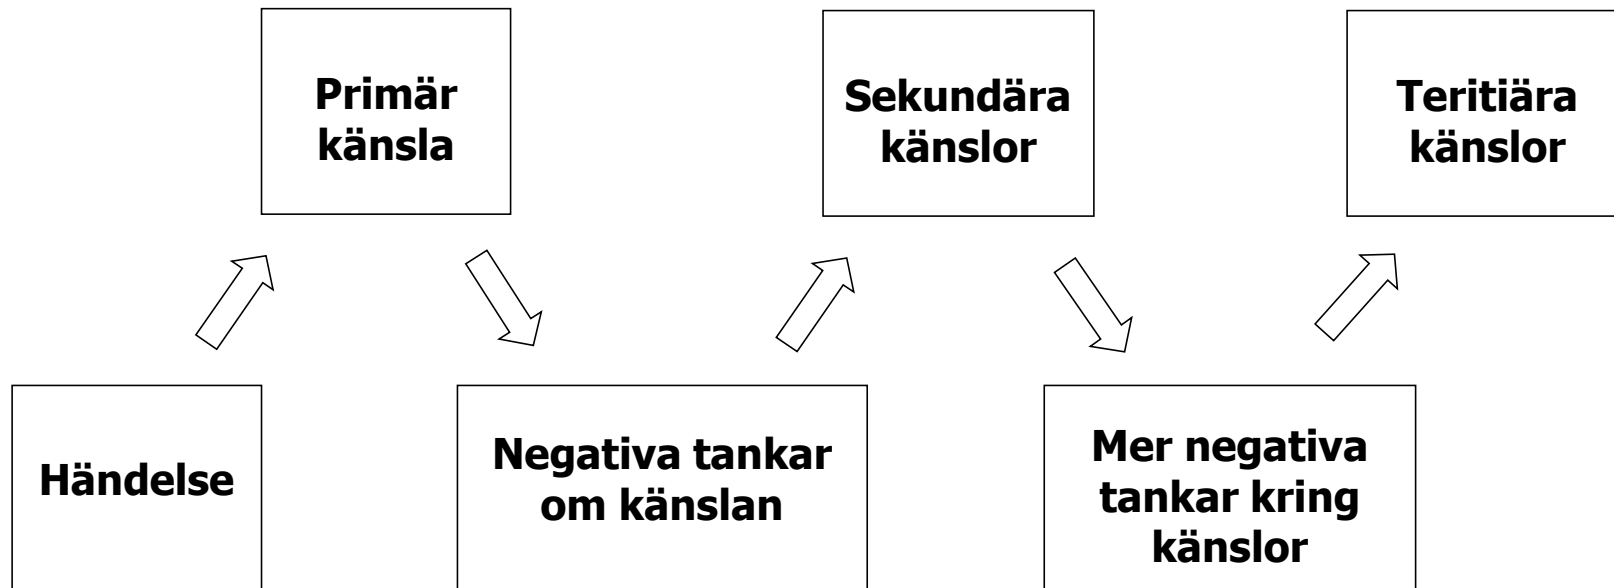 Primär
känsla
Sekundära
känslor
Teritiära
känslor
Händelse
Negativa tankar
om känslan
Mer negativa
tankar kring
känslor